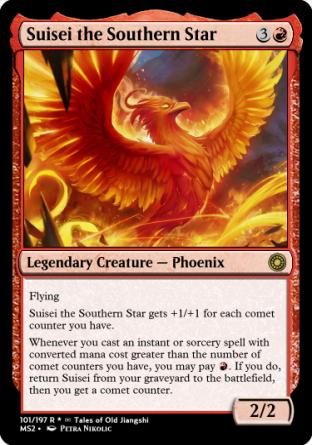 Suisei the Southern Star 3
Legendary Creature — Phoenix
Flying
Suisei the Southern Star gets +1/+1 for each comet
counter you have.
Whenever you cast an instant or sorcery spell with
converted mana cost greater than the number of
comet counters you have, you may pay. If you do,
return Suisei from your graveyard to the battlefield,
then you get a comet counter.
2/2
101/197 R * ∞ Tales of Old Jiangshi
MS2 • Petra Nikolic